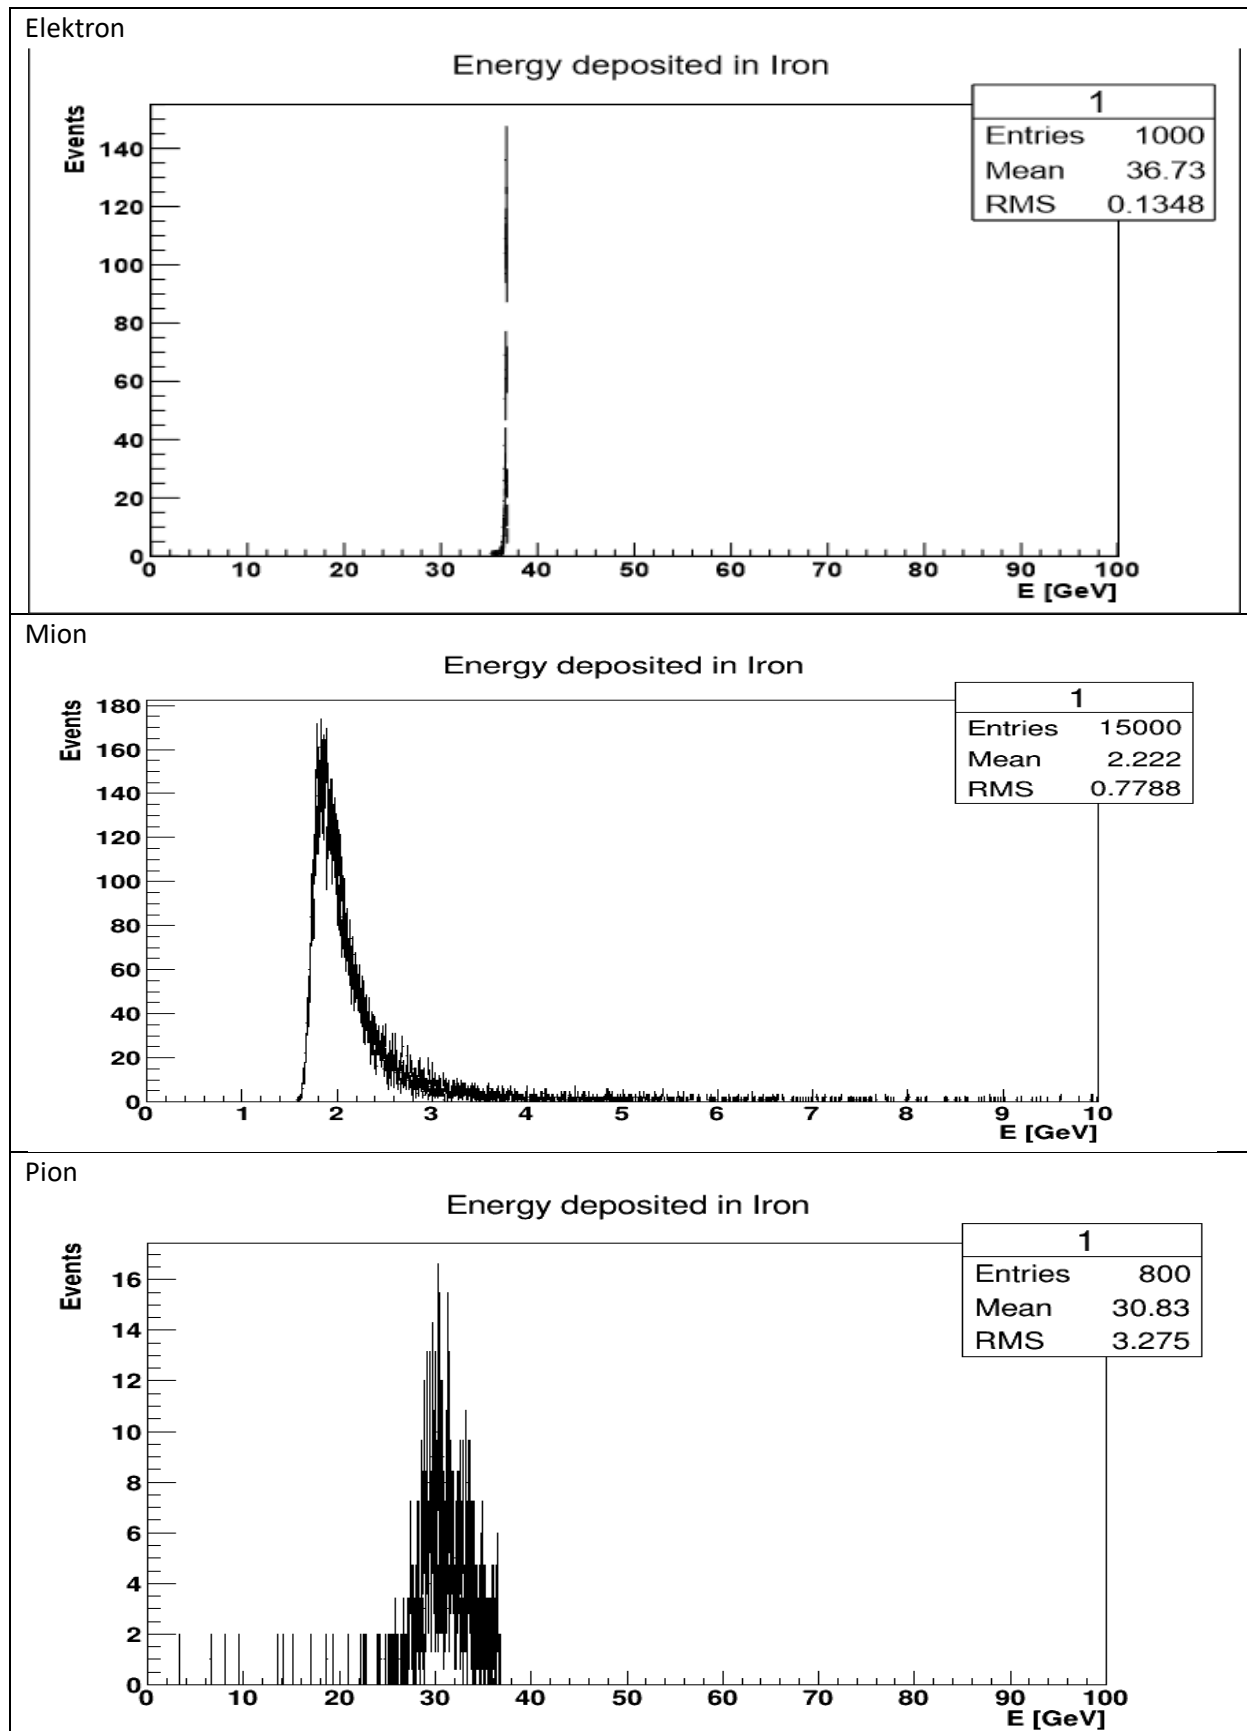 Elektron
Energy deposited in Iron
1
Entries 1000
Mean 36.73
RMS 0.1348
Events
140
120
100
80
60
40
20
0
0 10 20 30 40 50 60 70 80 90 100
E [GeV]
Mion
Energy deposited in Iron
1
Entries 15000
Mean 2.222
RMS 0.7788
Events
180
160
140
120
100
80
60
40
20
0
0 1 2 3 4 5 6 7 8 9 10
E [GeV]
Pion
Energy deposited in Iron
1
Entries 800
Mean 30.83
RMS 3.275
Events
16
14
12
10
8
6
4
2
0
0 10 20 30 40 50 60 70 80 90 100
E [GeV]